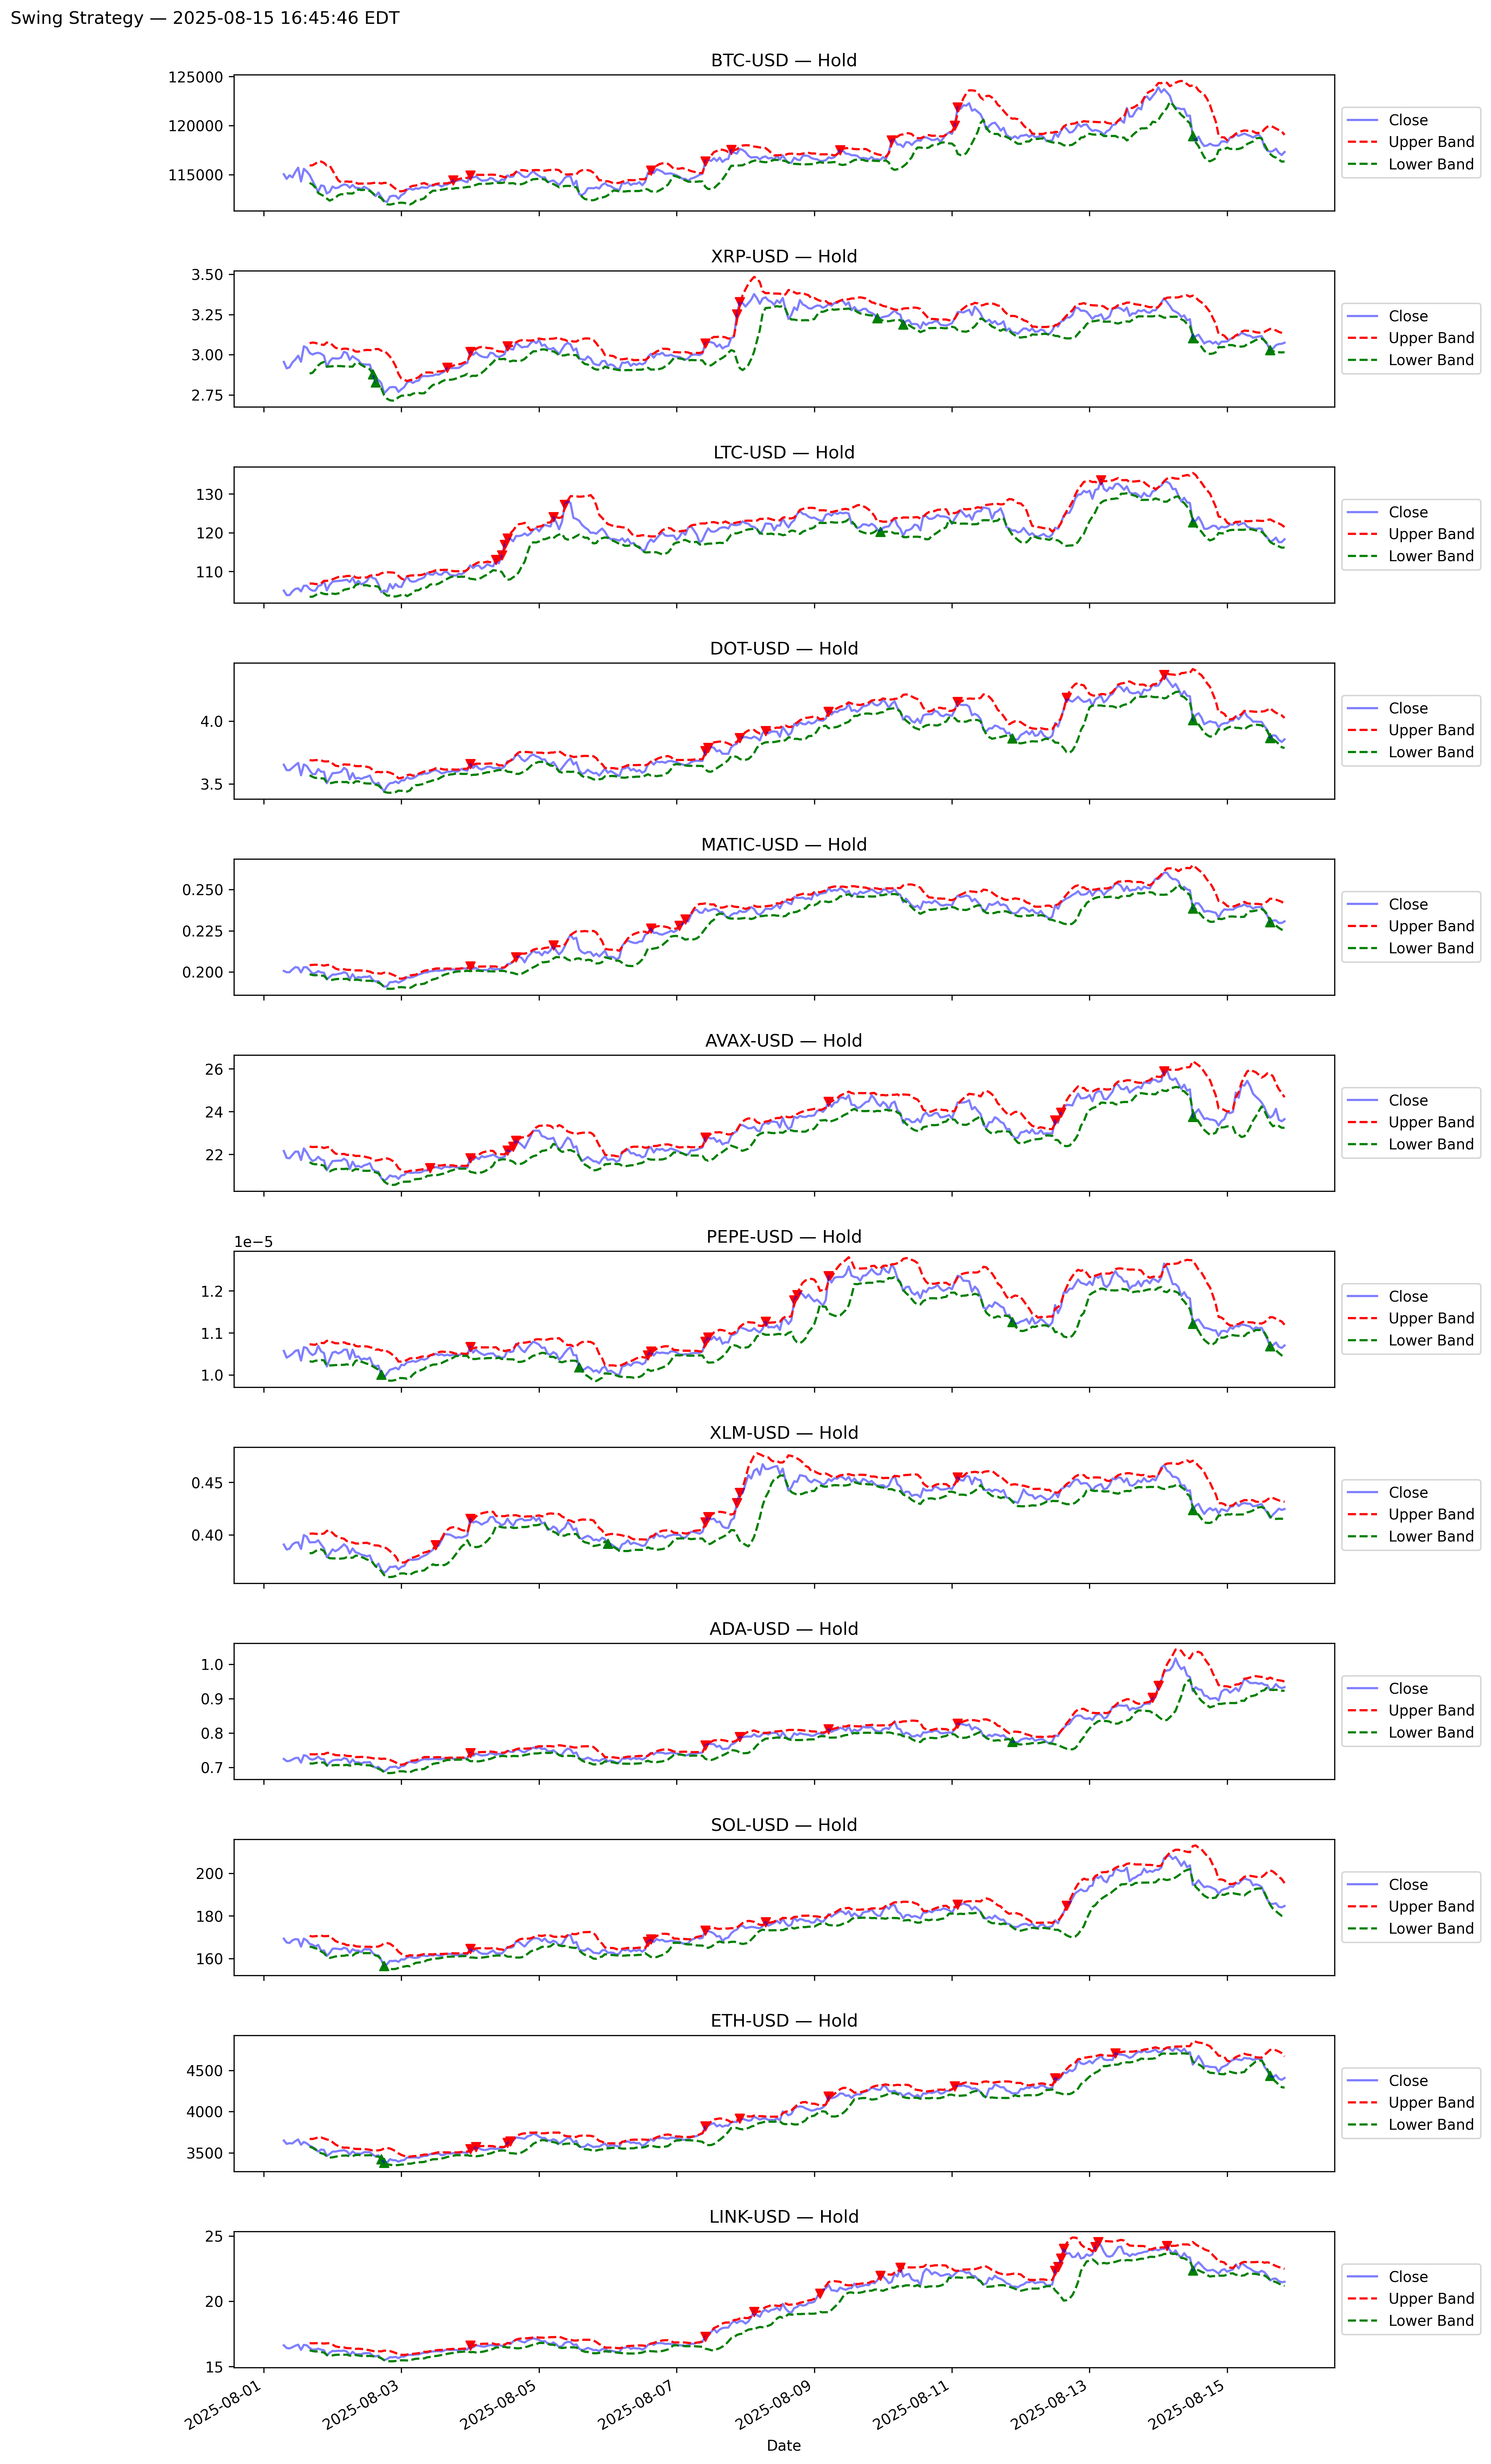 Swing Strategy — 2025-08-15 16:45:46 EDT
BTC-USD — Hold
125000
120000
115000
Close
Upper Band
Lower Band
XRP-USD — Hold
3.50
3.25
3.00
2.75
Close
Upper Band
Lower Band
LTC-USD — Hold
130
120
110
Close
Upper Band
Lower Band
DOT-USD — Hold
4.0
3.5
Close
Upper Band
Lower Band
MATIC-USD — Hold
0.250
0.225
0.200
Close
Upper Band
Lower Band
AVAX-USD — Hold
26
24
22
Close
Upper Band
Lower Band
PEPE-USD — Hold
1e−5
1.2
1.1
1.0
Close
Upper Band
Lower Band
XLM-USD — Hold
0.45
0.40
Close
Upper Band
Lower Band
ADA-USD — Hold
1.0
0.9
0.8
0.7
Close
Upper Band
Lower Band
SOL-USD — Hold
200
180
160
Close
Upper Band
Lower Band
ETH-USD — Hold
4500
4000
3500
Close
Upper Band
Lower Band
LINK-USD — Hold
25
20
15
Close
Upper Band
Lower Band
2025-08-01
2025-08-03
2025-08-05
2025-08-07
2025-08-09
2025-08-11
2025-08-13
2025-08-15
Date